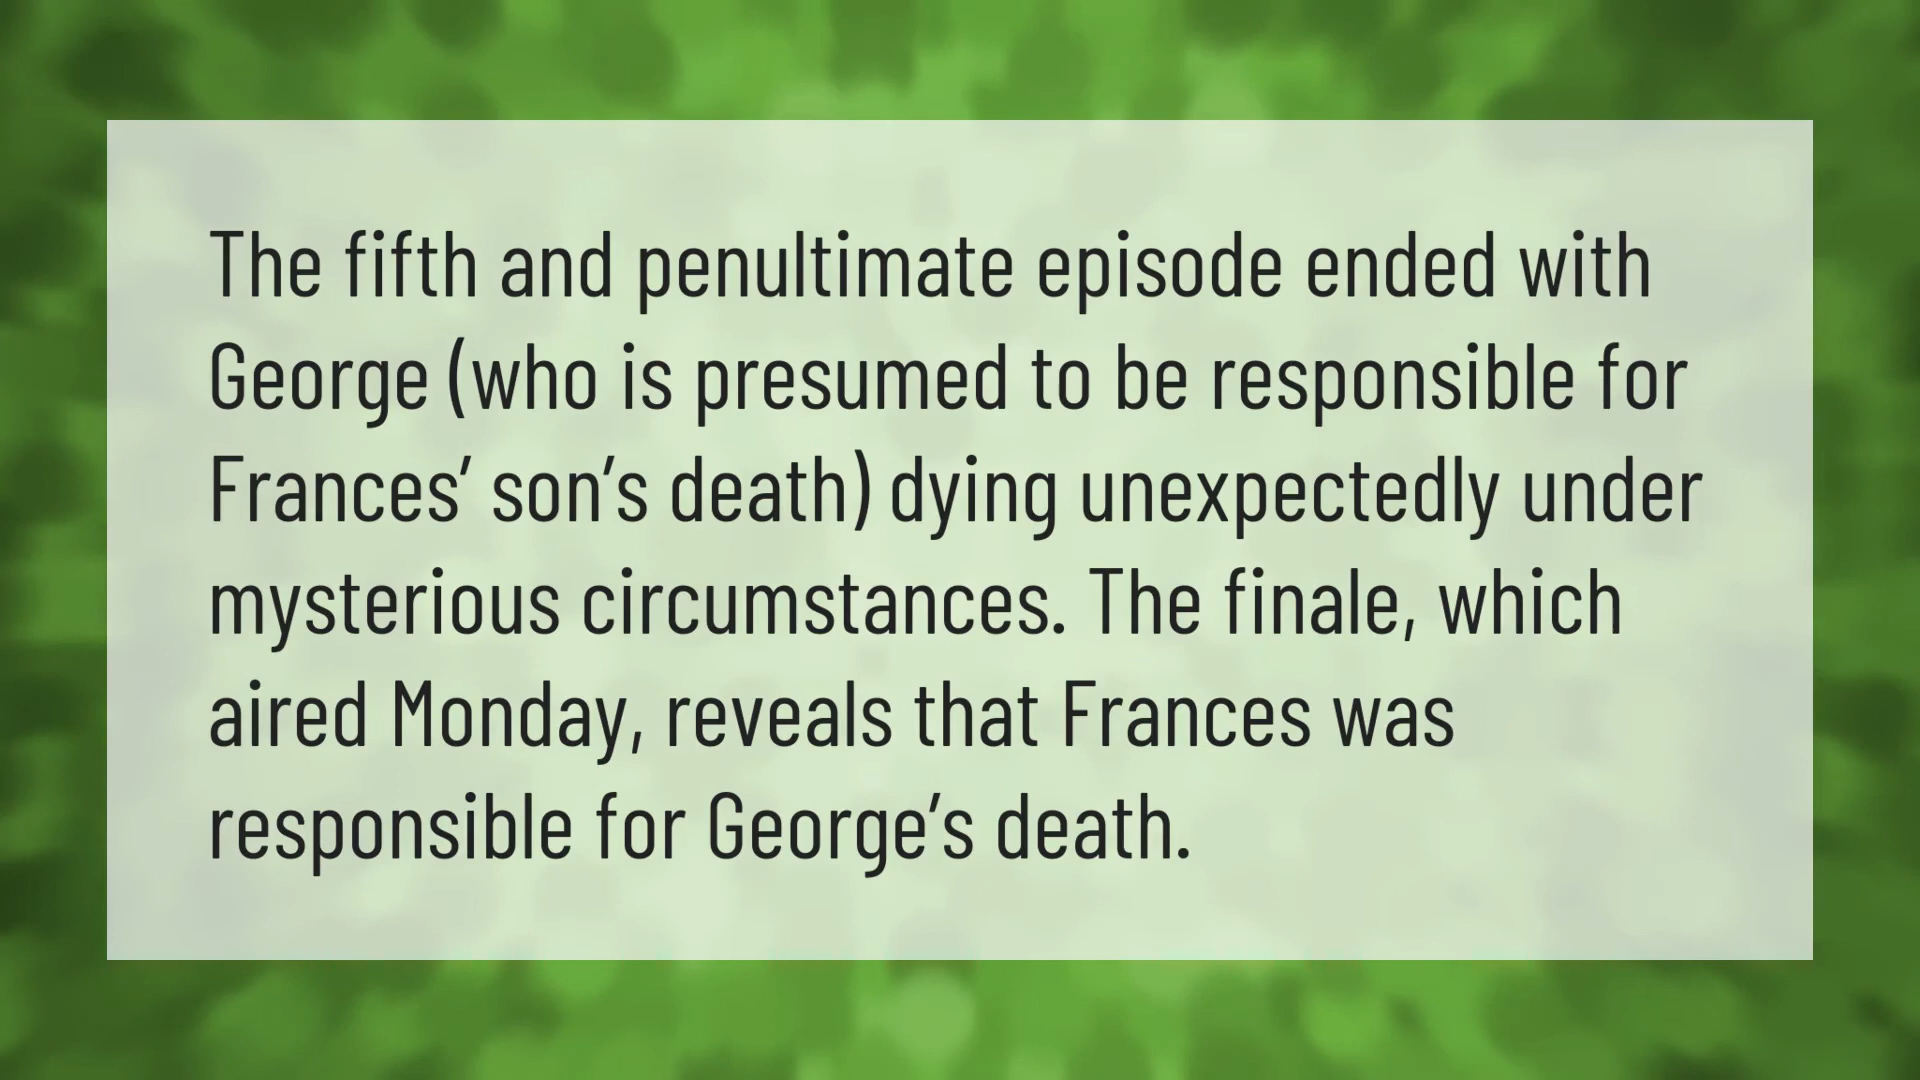 The fifth and penultimate episode ended with
George (who is presumed to be responsible for
Frances’ son’s death) dying unexpectedly under
mysterious circumstances. The finale, which
aired Monday, reveals that Frances was
responsible for George’s death.